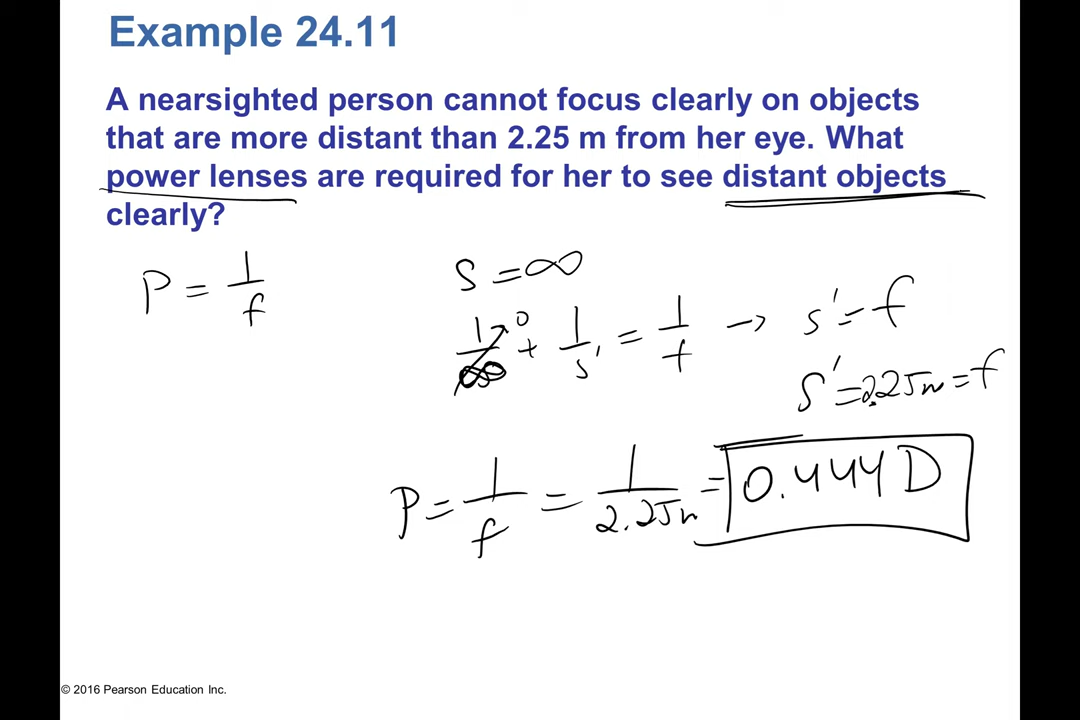 Example 24.11
A nearsighted person cannot focus clearly on objects
that are more distant than 2.25 m from her eye. What
power lenses are required for her to see distant objects
clearly?
P = 1/f
s = ∞
1/∞ 0 + 1/s' = 1/f → s' = f
s' = 2.25m = f
P = 1/f = 1/2.25m = 0.444 D
© 2016 Pearson Education Inc.